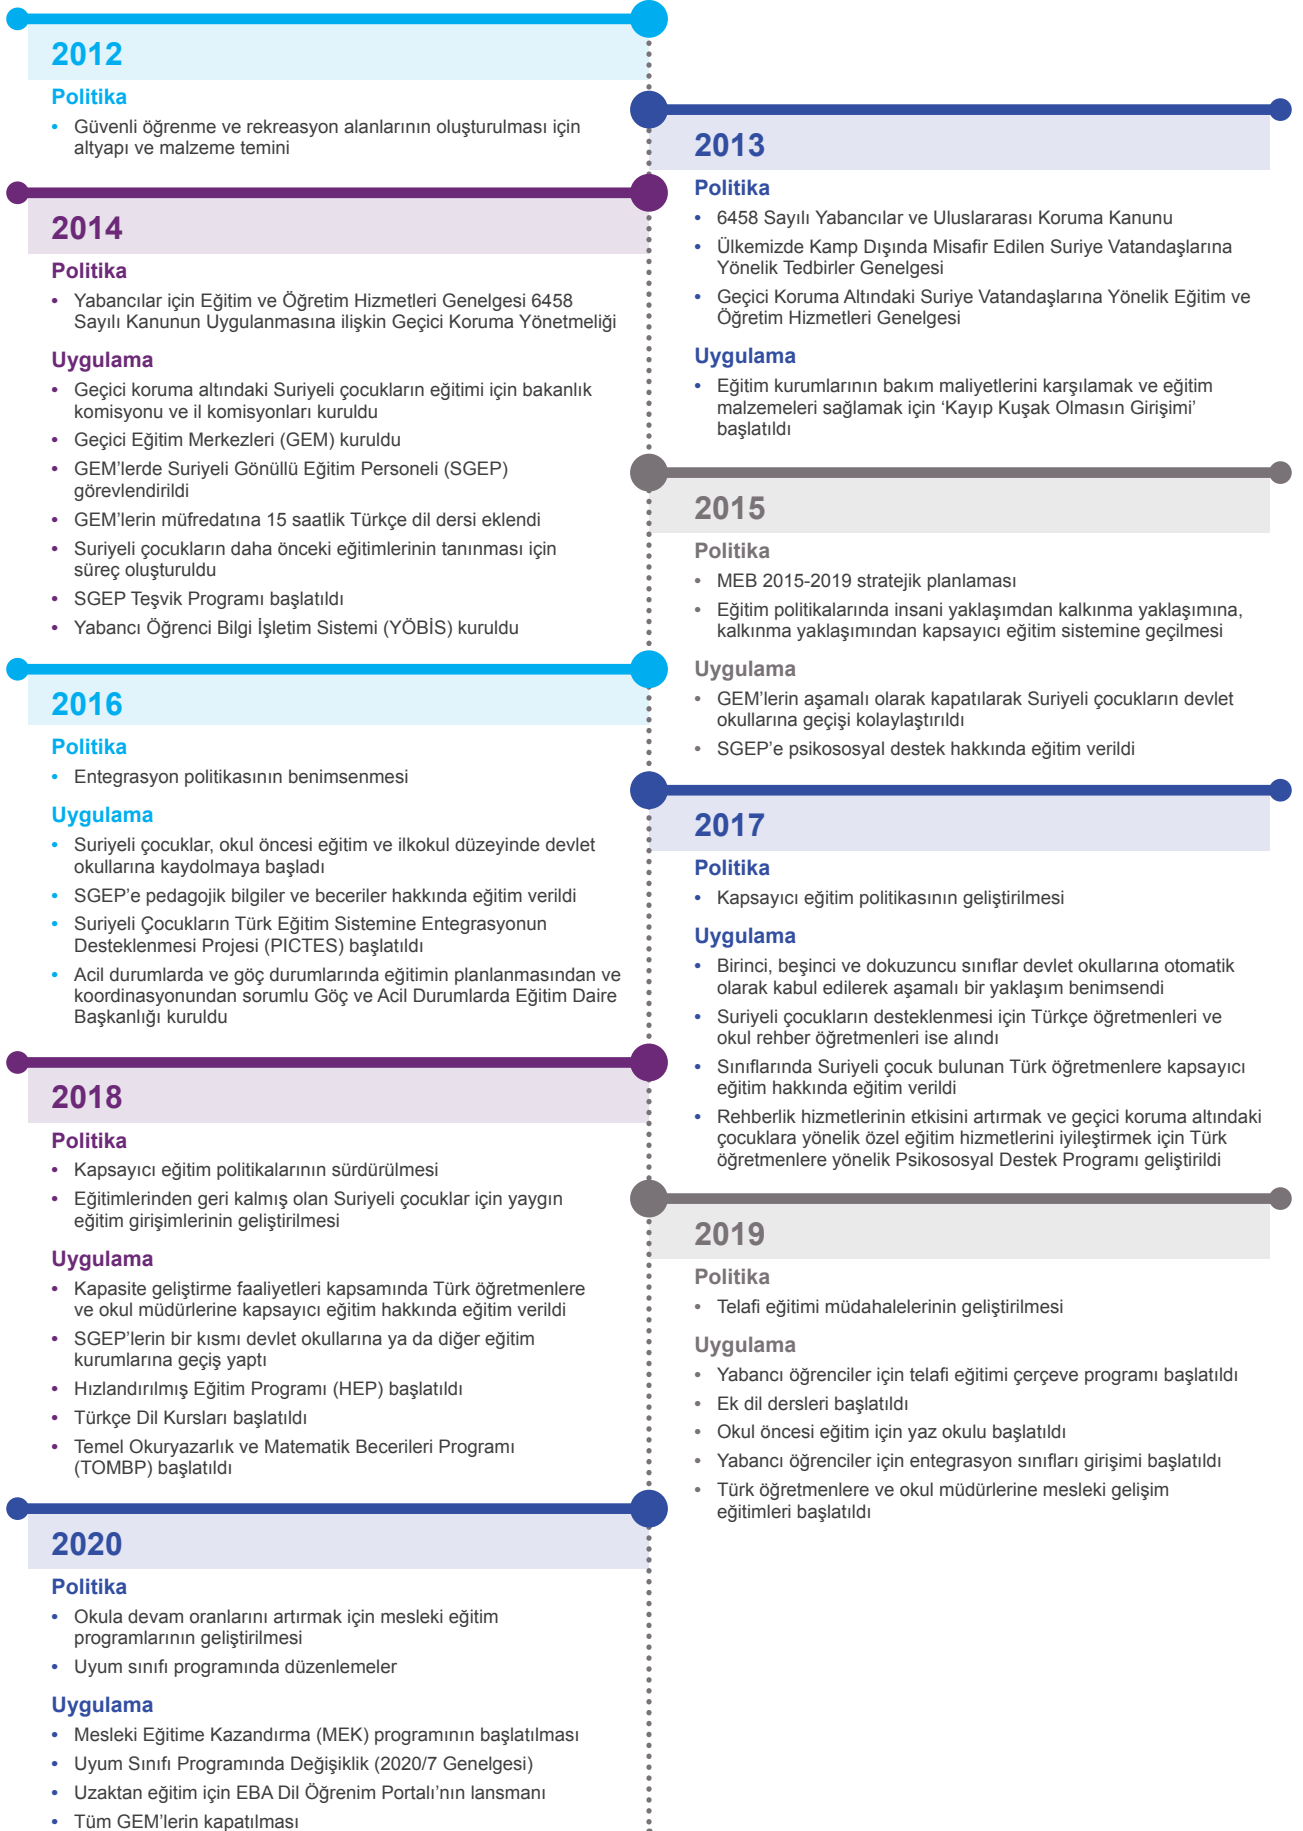 2012
Politika
• Güvenli öğrenme ve rekreasyon alanlarının oluşturulması için
altyapı ve malzeme temini
2013
Politika
• 6458 Sayılı Yabancılar ve Uluslararası Koruma Kanunu
• Ülkemizde Kamp Dışında Misafir Edilen Suriye Vatandaşlarına
Yönelik Tedbirler Genelgesi
• Geçici Koruma Altındaki Suriye Vatandaşlarına Yönelik Eğitim ve
Öğretim Hizmetleri Genelgesi
Uygulama
• Eğitim kurumlarının bakım maliyetlerini karşılamak ve eğitim
malzemeleri sağlamak için ‘Kayıp Kuşak Olmasın Girişimi’
başlatıldı
2014
Politika
• Yabancılar için Eğitim ve Öğretim Hizmetleri Genelgesi 6458
Sayılı Kanunun Uygulanmasına ilişkin Geçici Koruma Yönetmeliği
Uygulama
• Geçici koruma altındaki Suriyeli çocukların eğitimi için bakanlık
komisyonu ve il komisyonları kuruldu
• Geçici Eğitim Merkezleri (GEM) kuruldu
• GEM’lerde Suriyeli Gönüllü Eğitim Personeli (SGEP)
görevlendirildi
• GEM’lerin müfredatına 15 saatlik Türkçe dil dersi eklendi
• Suriyeli çocukların daha önceki eğitimlerinin tanınması için
süreç oluşturuldu
• SGEP Teşvik Programı başlatıldı
• Yabancı Öğrenci Bilgi İşletim Sistemi (YÖBİS) kuruldu
2015
Politika
• MEB 2015-2019 stratejik planlaması
• Eğitim politikalarında insani yaklaşımdan kalkınma yaklaşımına,
kalkınma yaklaşımından kapsayıcı eğitim sistemine geçilmesi
Uygulama
• GEM’lerin aşamalı olarak kapatılarak Suriyeli çocukların devlet
okullarına geçişi kolaylaştırıldı
• SGEP’e psikososyal destek hakkında eğitim verildi
2016
Politika
• Entegrasyon politikasının benimsenmesi
Uygulama
• Suriyeli çocuklar, okul öncesi eğitim ve ilkokul düzeyinde devlet
okullarına kaydolmaya başladı
• SGEP’e pedagojik bilgiler ve beceriler hakkında eğitim verildi
• Suriyeli Çocukların Türk Eğitim Sistemine Entegrasyonun
Desteklenmesi Projesi (PICTES) başlatıldı
• Acil durumlarda ve göç durumlarında eğitimin planlanmasından ve
koordinasyonundan sorumlu Göç ve Acil Durumlarda Eğitim Daire
Başkanlığı kuruldu
2017
Politika
• Kapsayıcı eğitim politikasının geliştirilmesi
Uygulama
• Birinci, beşinci ve dokuzuncu sınıflar devlet okullarına otomatik
olarak kabul edilerek aşamalı bir yaklaşım benimsendi
• Suriyeli çocukların desteklenmesi için Türkçe öğretmenleri ve
okul rehber öğretmenleri ise alındı
• Sınıflarında Suriyeli çocuk bulunan Türk öğretmenlere kapsayıcı
eğitim hakkında eğitim verildi
• Rehberlik hizmetlerinin etkisini artırmak ve geçici koruma altındaki
çocuklara yönelik özel eğitim hizmetlerini iyileştirmek için Türk
öğretmenlere yönelik Psikososyal Destek Programı geliştirildi
2018
Politika
• Kapsayıcı eğitim politikalarının sürdürülmesi
• Eğitimlerinden geri kalmış olan Suriyeli çocuklar için yaygın
eğitim girişimlerinin geliştirilmesi
Uygulama
• Kapasite geliştirme faaliyetleri kapsamında Türk öğretmenlere
ve okul müdürlerine kapsayıcı eğitim hakkında eğitim verildi
• SGEP’lerin bir kısmı devlet okullarına ya da diğer eğitim
kurumlarına geçiş yaptı
• Hızlandırılmış Eğitim Programı (HEP) başlatıldı
• Türkçe Dil Kursları başlatıldı
• Temel Okuryazarlık ve Matematik Becerileri Programı
(TOMBP) başlatıldı
2019
Politika
• Telafi eğitimi müdahalelerinin geliştirilmesi
Uygulama
• Yabancı öğrenciler için telafi eğitimi çerçeve programı başlatıldı
• Ek dil dersleri başlatıldı
• Okul öncesi eğitim için yaz okulu başlatıldı
• Yabancı öğrenciler için entegrasyon sınıfları girişimi başlatıldı
• Türk öğretmenlere ve okul müdürlerine mesleki gelişim
eğitimleri başlatıldı
2020
Politika
• Okula devam oranlarını artırmak için mesleki eğitim
programlarının geliştirilmesi
• Uyum sınıfı programında düzenlemeler
Uygulama
• Mesleki Eğitime Kazandırma (MEK) programının başlatılması
• Uyum Sınıfı Programında Değişiklik (2020/7 Genelgesi)
• Uzaktan eğitim için EBA Dil Öğrenim Portalı’nın lansmanı
• Tüm GEM’lerin kapatılması